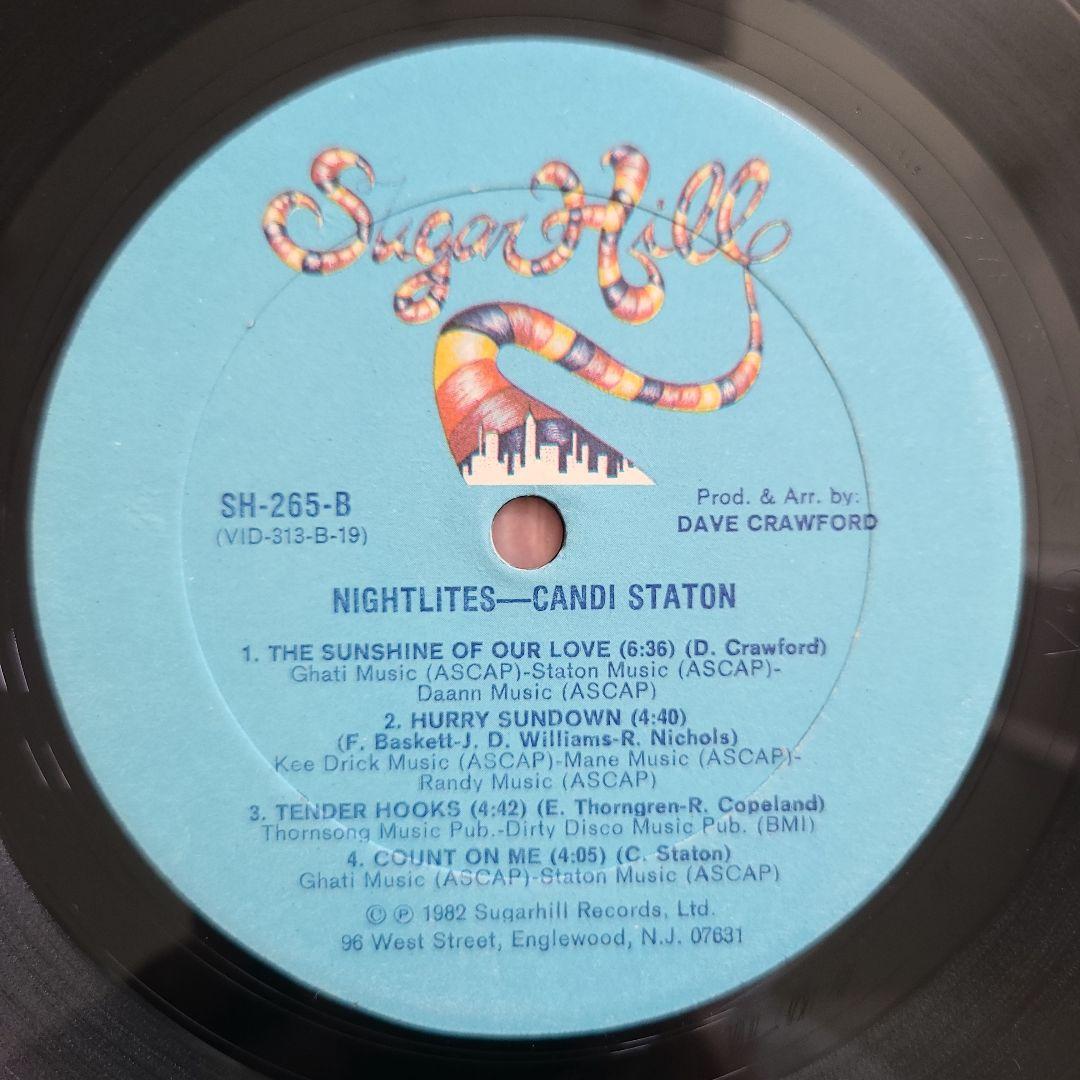 Sugar Hill
SH-265-B
(VID-313-B-19)
Prod. & Arr. by:
DAVE CRAWFORD
NIGHTLITES—CANDI STATON
1. THE SUNSHINE OF OUR LOVE (6:36) (D. Crawford)
Ghati Music (ASCAP)-Staton Music (ASCAP)-
Daann Music (ASCAP)
2. HURRY SUNDOWN (4:40)
(F. Baskett-J. D. Williams-R. Nichols)
Kee Drick Music (ASCAP)-Mane Music (ASCAP)-
Randy Music (ASCAP)
3. TENDER HOOKS (4:42) (E. Thorngren-R. Copeland)
Thornsong Music Pub.-Dirty Disco Music Pub. (BMI)
4. COUNT ON ME (4:05) (C. Staton)
Ghati Music (ASCAP)-Staton Music (ASCAP)
© ℗ 1982 Sugarhill Records, Ltd.
96 West Street, Englewood, N.J. 07631